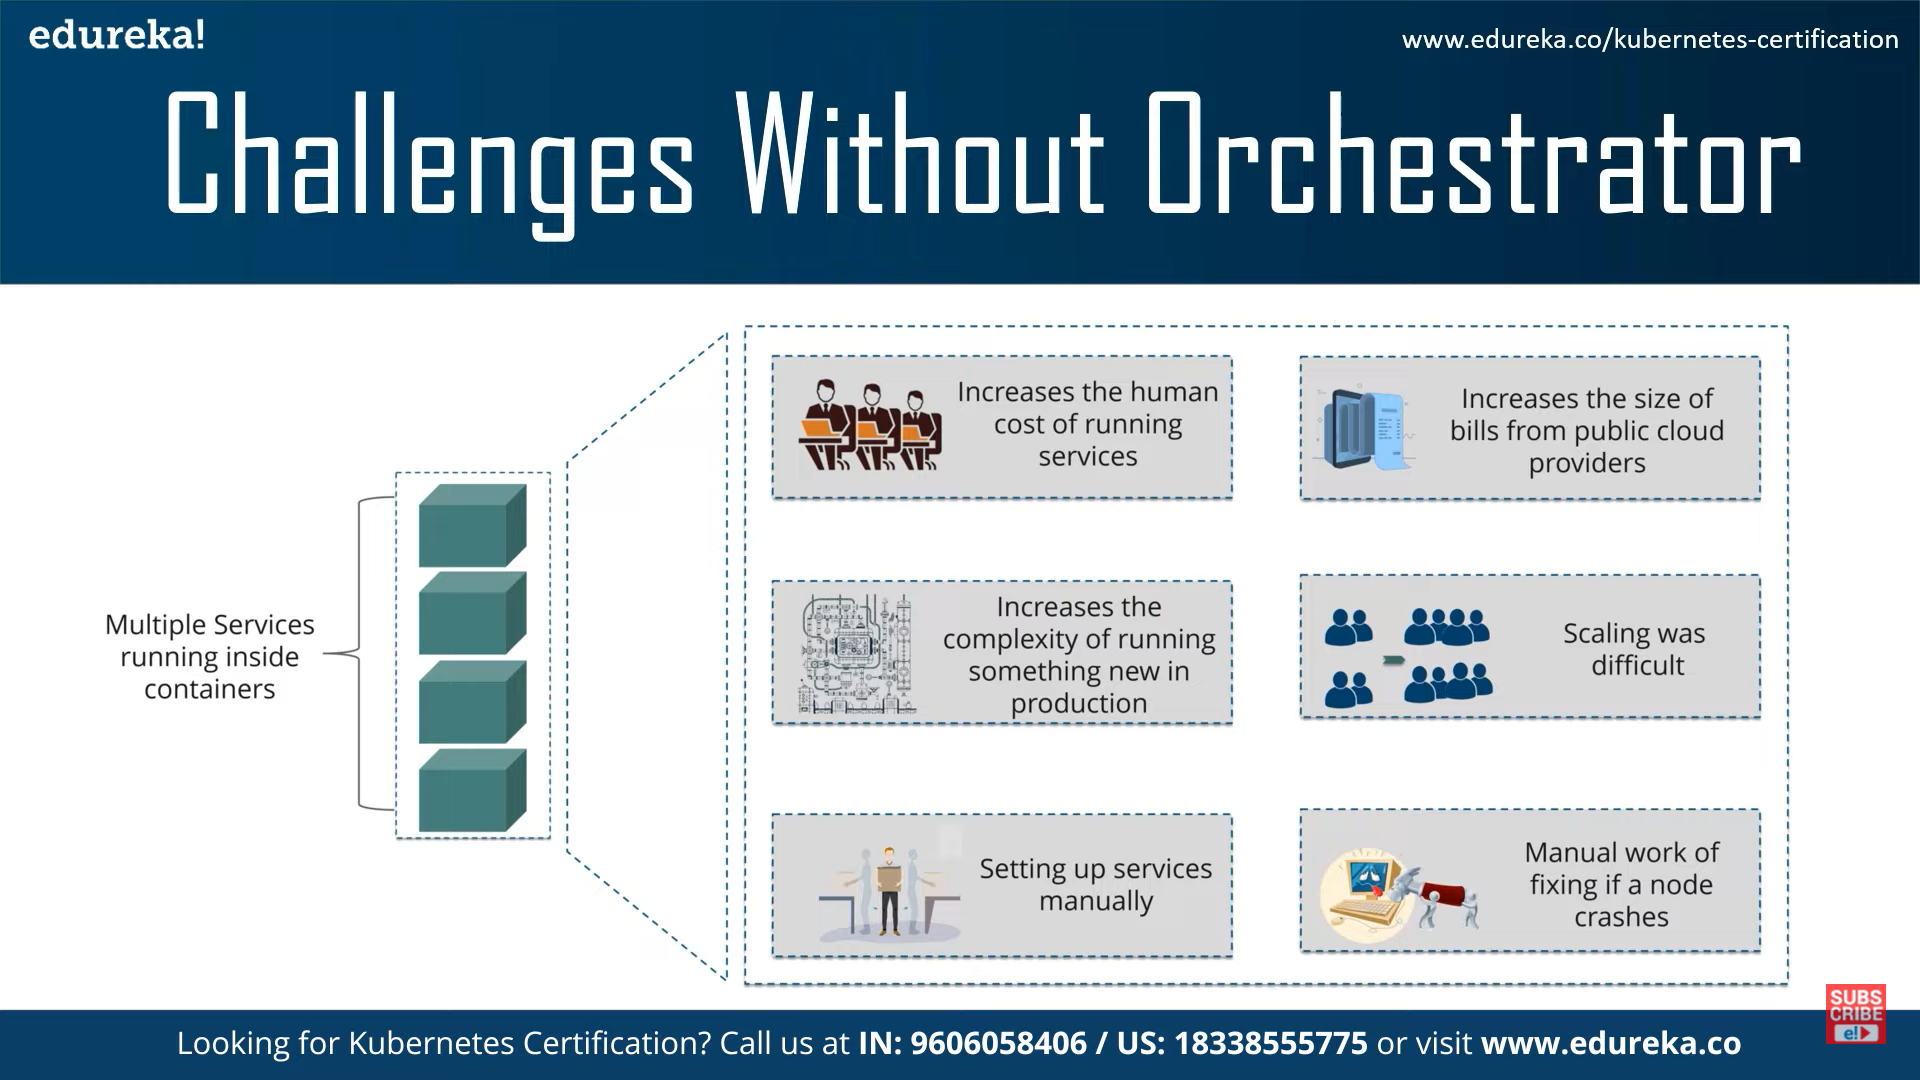 edureka!
www.edureka.co/kubernetes-certification
Challenges Without Orchestrator
Multiple Services
running inside
containers
Increases the human
cost of running
services
Increases the size of
bills from public cloud
providers
Increases the
complexity of running
something new in
production
Scaling was
difficult
Setting up services
manually
Manual work of
fixing if a node
crashes
SUBS
CRIBE
e!
Looking for Kubernetes Certification? Call us at IN: 9606058406 / US: 18338555775 or visit www.edureka.co